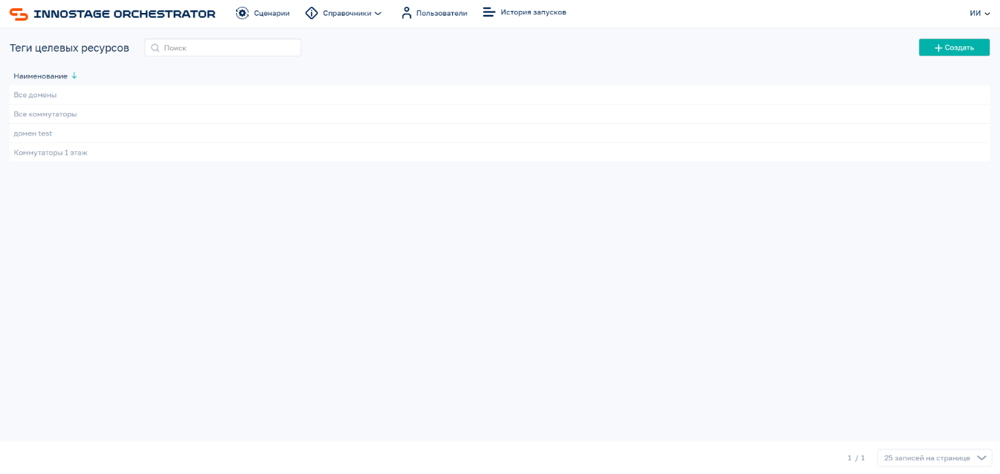 INNOSTAGE ORCHESTRATOR Сценарии Справочники Пользователи История запусков ИИ
Теги целевых ресурсов Поиск + Создать
Наименование ↓
Все домены
Все коммутаторы
домен test
Коммутаторы 1 этаж
1 / 1 25 записей на странице